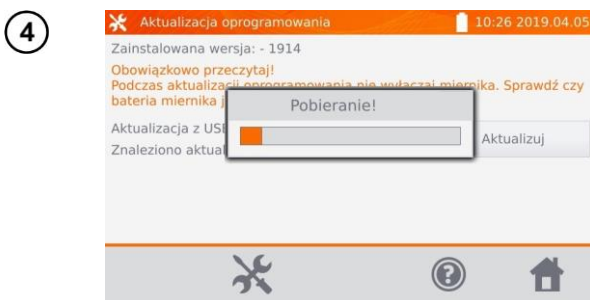 4
Aktualizacja oprogramowania 10:26 2019.04.05
Zainstalowana wersja: - 1914
Obowiązkowo przeczytaj!
Podczas aktualizacji oprogramowania nie wyłączaj miernika. Sprawdź czy
bateria miernika j
Pobieranie!
Aktualizacja z USB
Aktualizuj
Znaleziono aktual